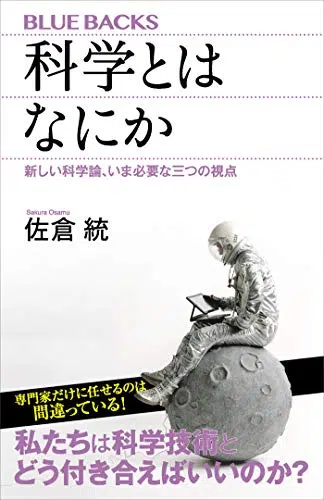 BLUE BACKS
科学とは
なにか
新しい科学論、いま必要な三つの視点
Sakura Osamu
佐倉 統
専門家だけに任せるのは
間違っている!
私たちは科学技術と
どう付き合えばいいのか?